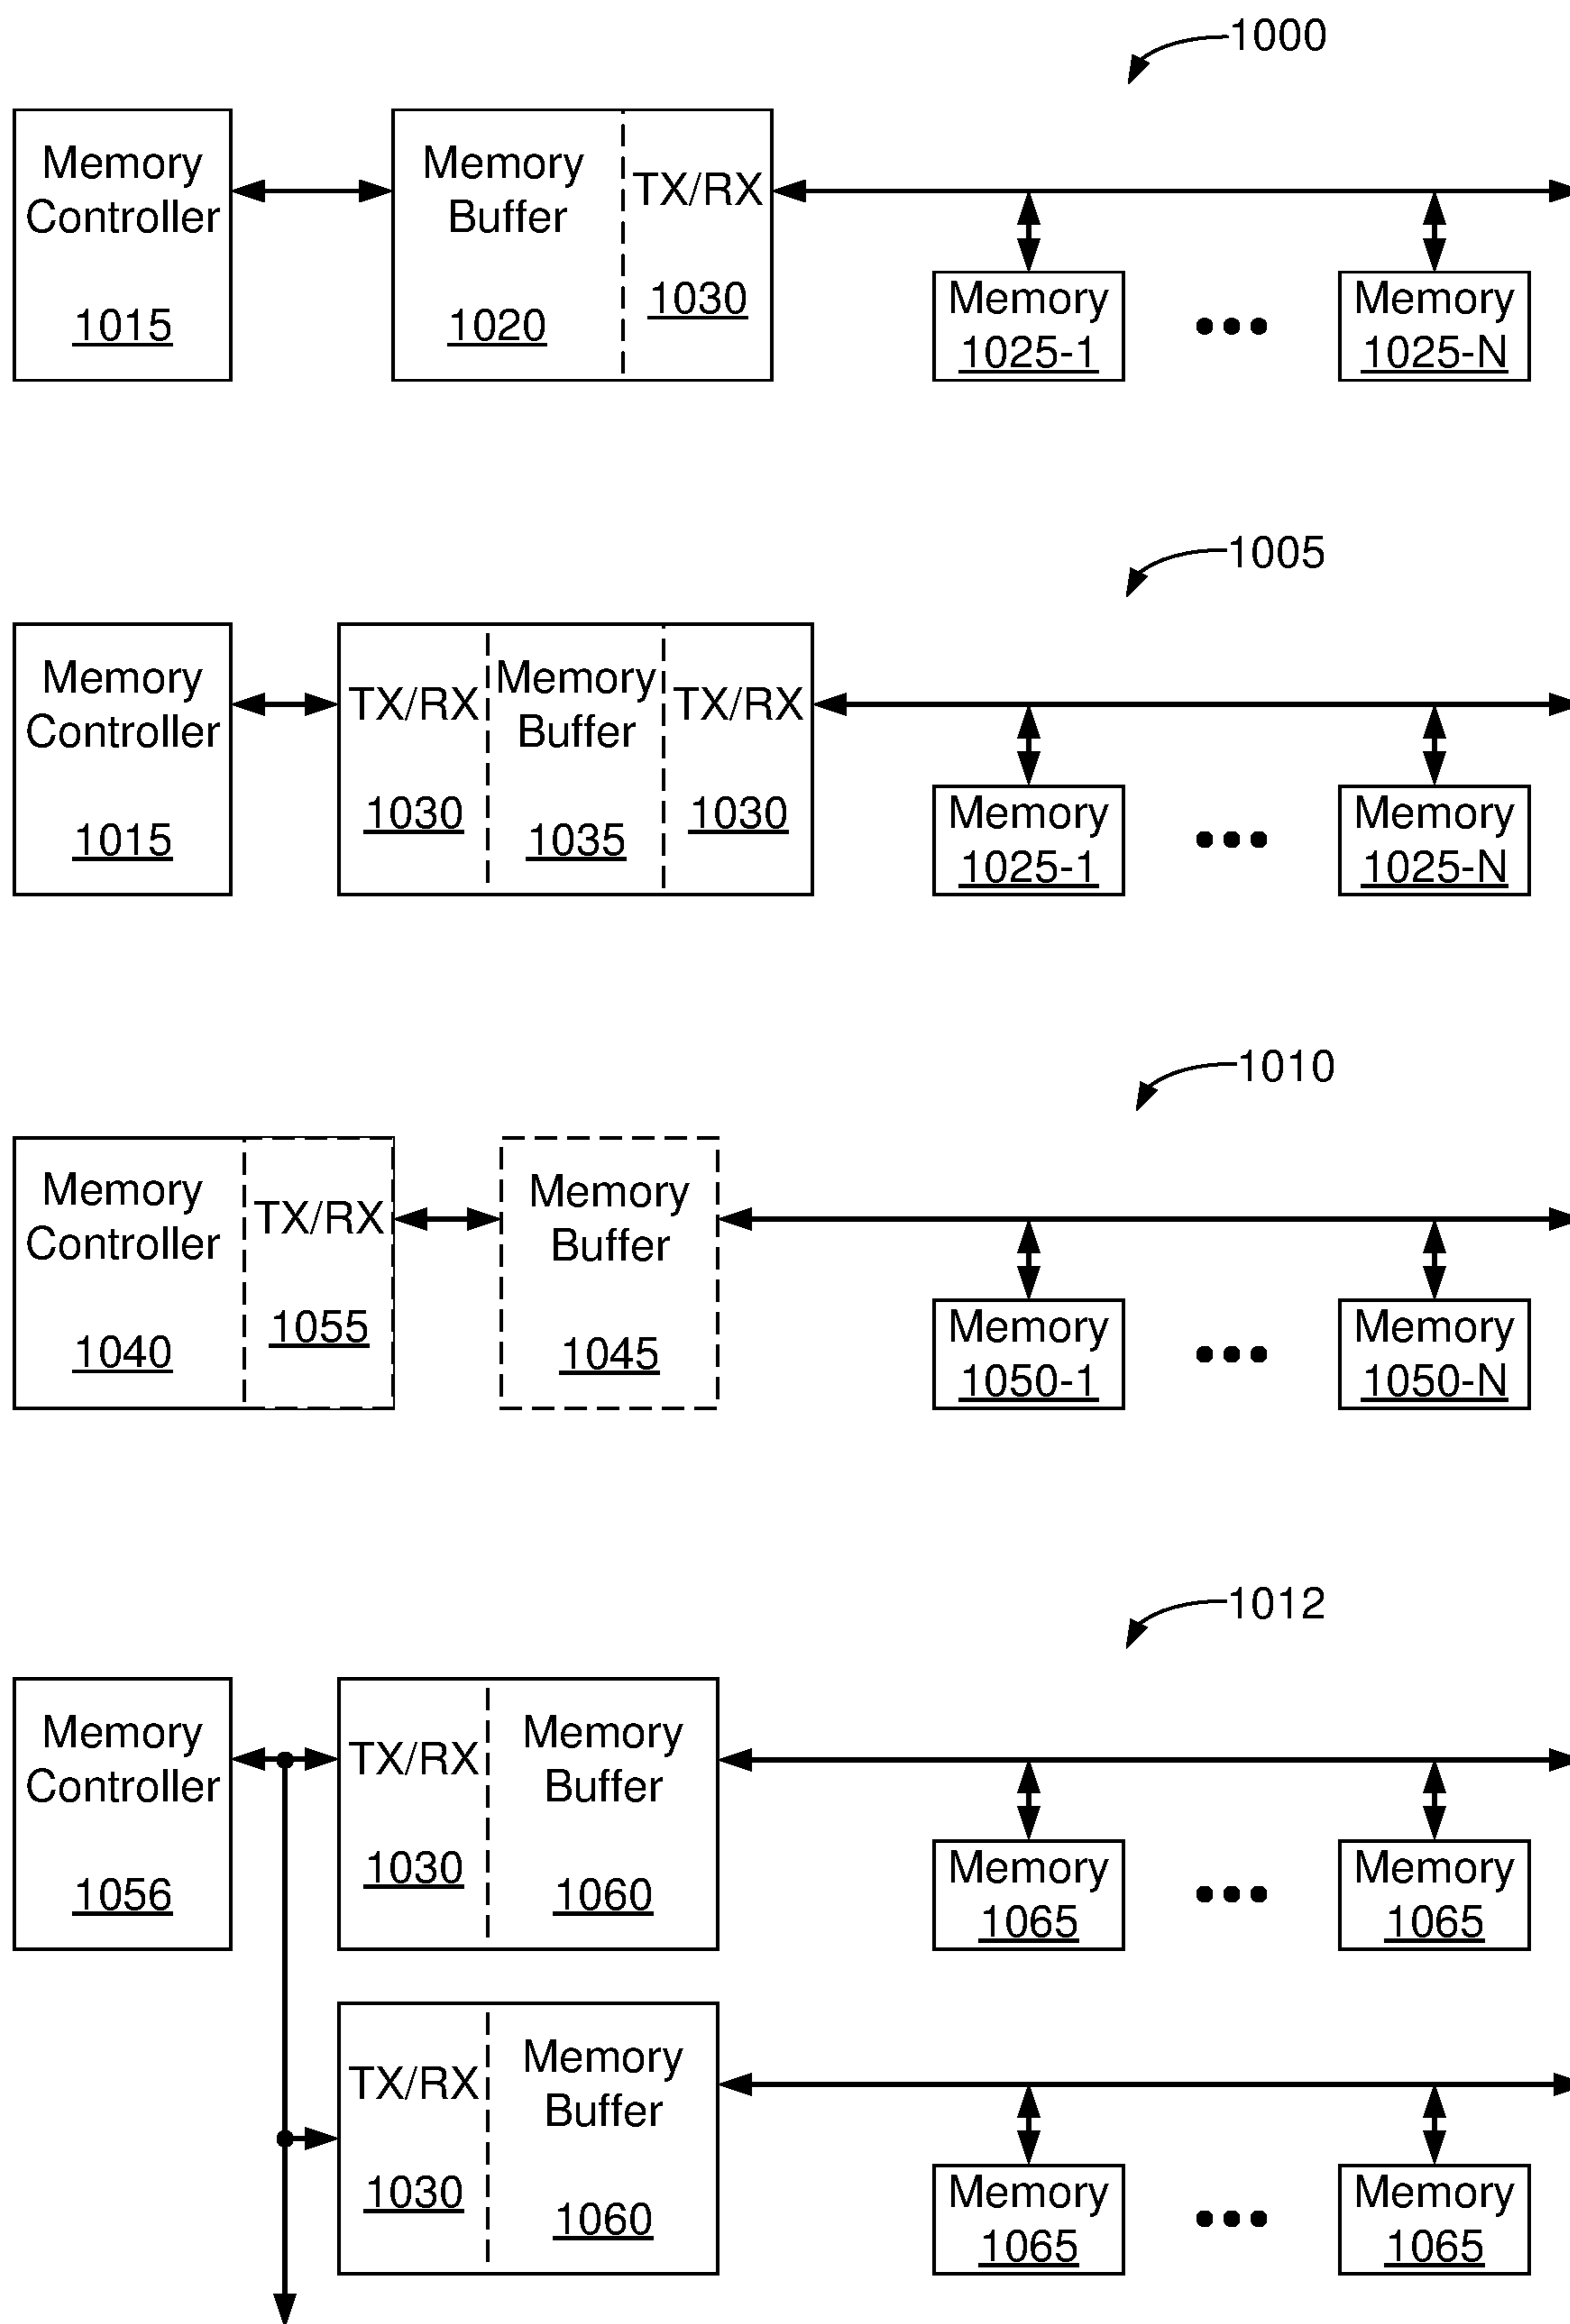 1000
Memory
Controller
1015
Memory
Buffer
1020
TX/RX
1030
Memory
1025-1
Memory
1025-N
1005
Memory
Controller
1015
TX/RX
1030
Memory
Buffer
1035
TX/RX
1030
Memory
1025-1
Memory
1025-N
1010
Memory
Controller
1040
TX/RX
1055
Memory
Buffer
1045
Memory
1050-1
Memory
1050-N
1012
Memory
Controller
1056
TX/RX
1030
Memory
Buffer
1060
Memory
1065
Memory
1065
TX/RX
1030
Memory
Buffer
1060
Memory
1065
Memory
1065